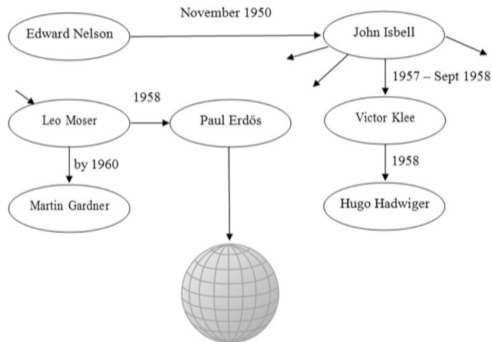 November 1950
Edward Nelson
John Isbell
1957 – Sept 1958
1958
Leo Moser
Paul Erdős
Victor Klee
by 1960
1958
Martin Gardner
Hugo Hadwiger